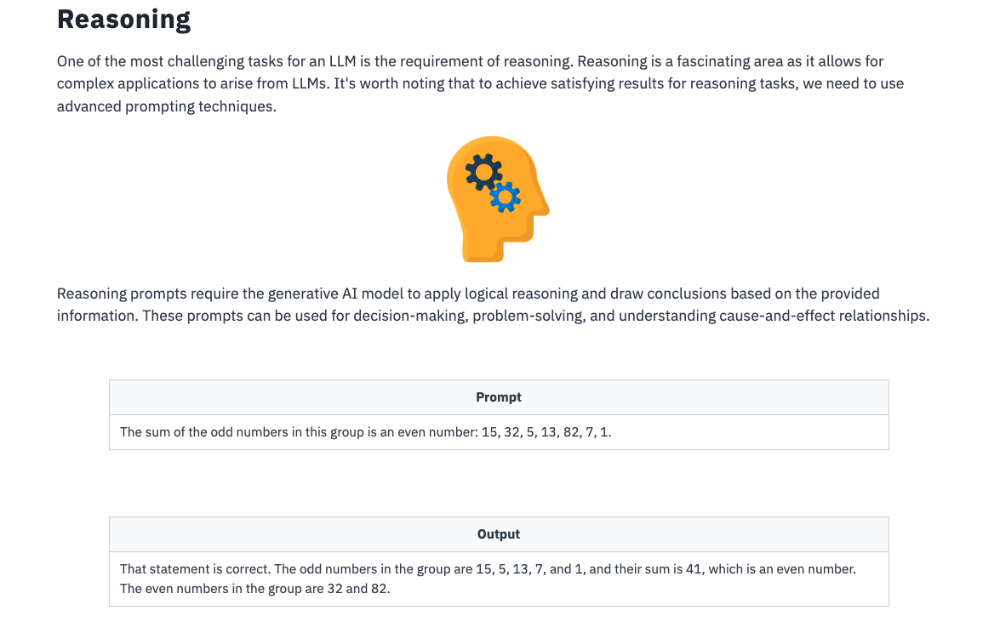 Reasoning
One of the most challenging tasks for an LLM is the requirement of reasoning. Reasoning is a fascinating area as it allows for
complex applications to arise from LLMs. It's worth noting that to achieve satisfying results for reasoning tasks, we need to use
advanced prompting techniques.
Reasoning prompts require the generative AI model to apply logical reasoning and draw conclusions based on the provided
information. These prompts can be used for decision-making, problem-solving, and understanding cause-and-effect relationships.
Prompt
The sum of the odd numbers in this group is an even number: 15, 32, 5, 13, 82, 7, 1.
Output
That statement is correct. The odd numbers in the group are 15, 5, 13, 7, and 1, and their sum is 41, which is an even number.
The even numbers in the group are 32 and 82.